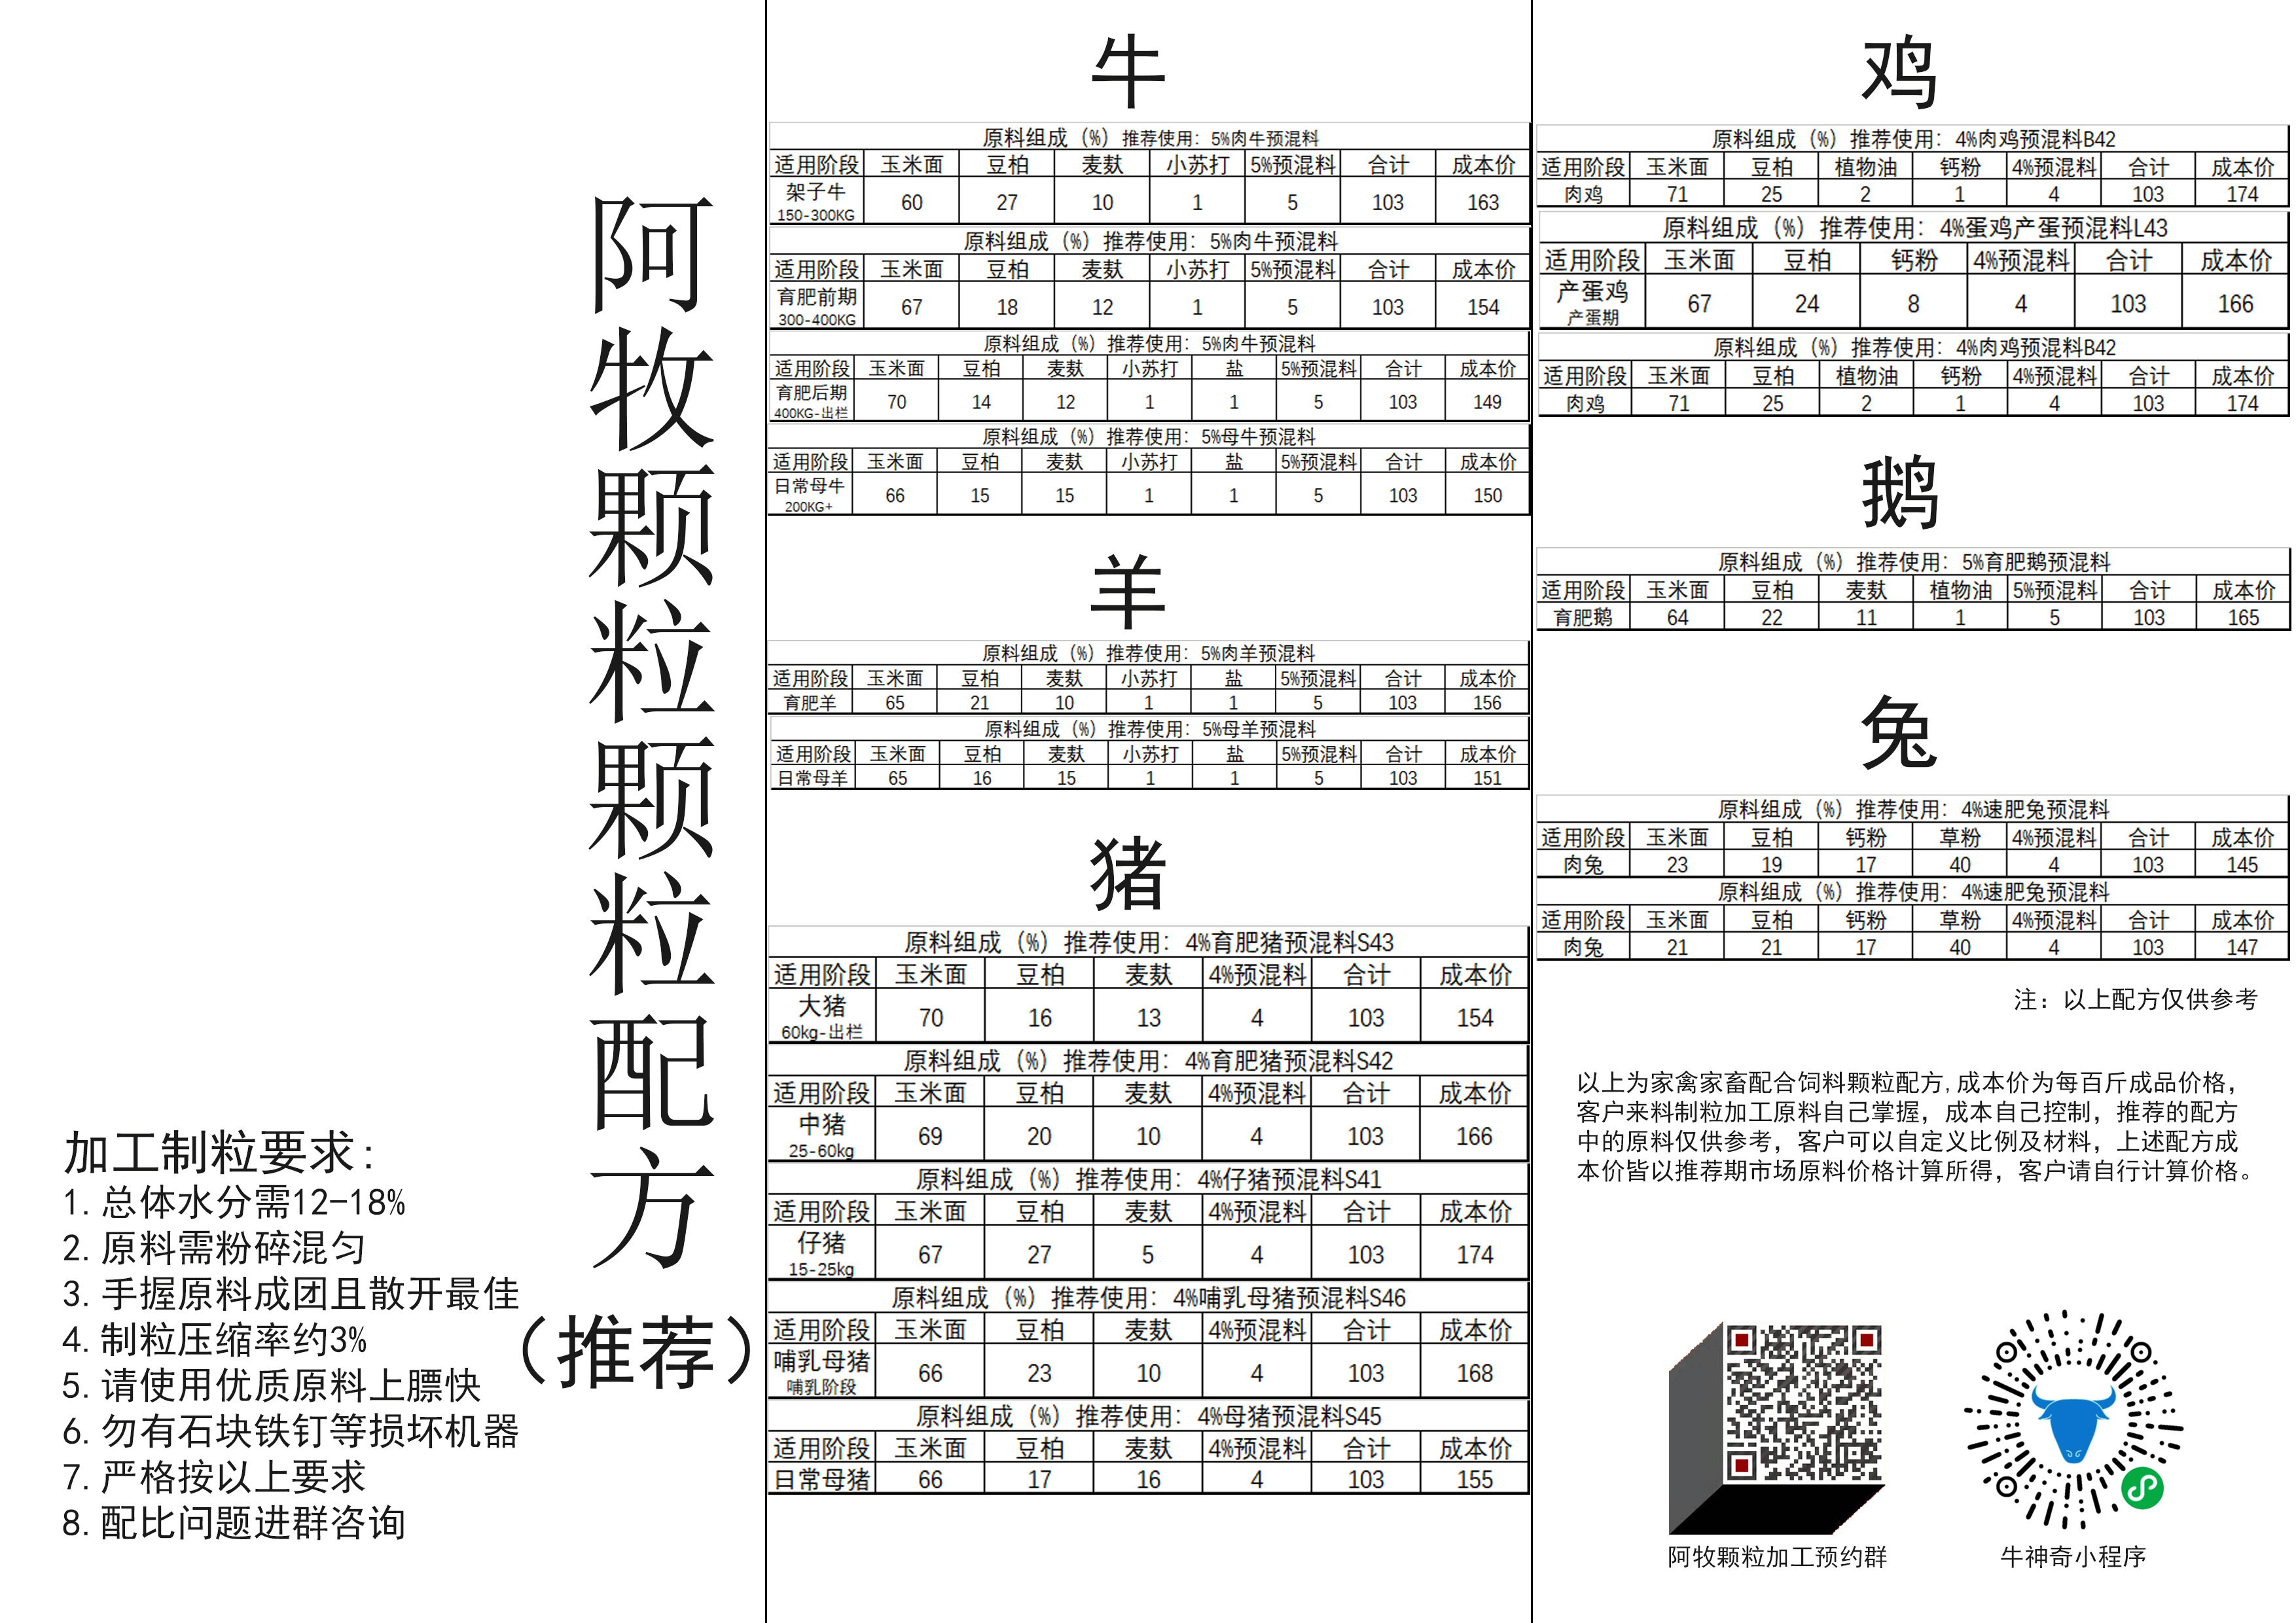 阿牧颗粒颗粒配方
（推荐）
加工制粒要求：
1. 总体水分需12-18%
2. 原料需粉碎混匀
3. 手握原料成团且散开最佳
4. 制粒压缩率约3%
5. 请使用优质原料上膘快
6. 勿有石块铁钉等损坏机器
7. 严格按以上要求
8. 配比问题进群咨询
牛
原料组成（%）推荐使用：5%肉牛预混料
适用阶段 玉米面 豆柏 麦麸 小苏打 5%预混料 合计 成本价
架子牛 60 27 10 1 5 103 163
150-300KG
原料组成（%）推荐使用：5%肉牛预混料
适用阶段 玉米面 豆柏 麦麸 小苏打 5%预混料 合计 成本价
育肥前期 67 18 12 1 5 103 154
300-400KG
原料组成（%）推荐使用：5%肉牛预混料
适用阶段 玉米面 豆柏 麦麸 小苏打 盐 5%预混料 合计 成本价
育肥后期 70 14 12 1 1 5 103 149
400KG-出栏
原料组成（%）推荐使用：5%母牛预混料
适用阶段 玉米面 豆柏 麦麸 小苏打 盐 5%预混料 合计 成本价
日常母牛 66 15 15 1 1 5 103 150
200KG+
羊
原料组成（%）推荐使用：5%肉羊预混料
适用阶段 玉米面 豆柏 麦麸 小苏打 盐 5%预混料 合计 成本价
育肥羊 65 21 10 1 1 5 103 156
原料组成（%）推荐使用：5%母羊预混料
适用阶段 玉米面 豆柏 麦麸 小苏打 盐 5%预混料 合计 成本价
日常母羊 65 16 15 1 1 5 103 151
猪
原料组成（%）推荐使用：4%育肥猪预混料S43
适用阶段 玉米面 豆柏 麦麸 4%预混料 合计 成本价
大猪 70 16 13 4 103 154
60kg-出栏
原料组成（%）推荐使用：4%育肥猪预混料S42
适用阶段 玉米面 豆柏 麦麸 4%预混料 合计 成本价
中猪 69 20 10 4 103 166
25-60kg
原料组成（%）推荐使用：4%仔猪预混料S41
适用阶段 玉米面 豆柏 麦麸 4%预混料 合计 成本价
仔猪 67 27 5 4 103 174
15-25kg
原料组成（%）推荐使用：4%哺乳母猪预混料S46
适用阶段 玉米面 豆柏 麦麸 4%预混料 合计 成本价
哺乳母猪 66 23 10 4 103 168
哺乳阶段
原料组成（%）推荐使用：4%母猪预混料S45
适用阶段 玉米面 豆柏 麦麸 4%预混料 合计 成本价
日常母猪 66 17 16 4 103 155
鸡
原料组成（%）推荐使用：4%肉鸡预混料B42
适用阶段 玉米面 豆柏 植物油 钙粉 4%预混料 合计 成本价
肉鸡 71 25 2 1 4 103 174
原料组成（%）推荐使用：4%蛋鸡产蛋预混料L43
适用阶段 玉米面 豆柏 钙粉 4%预混料 合计 成本价
产蛋鸡 67 24 8 4 103 166
产蛋期
原料组成（%）推荐使用：4%肉鸡预混料B42
适用阶段 玉米面 豆柏 植物油 钙粉 4%预混料 合计 成本价
肉鸡 71 25 2 1 4 103 174
鹅
原料组成（%）推荐使用：5%育肥鹅预混料
适用阶段 玉米面 豆柏 麦麸 植物油 5%预混料 合计 成本价
育肥鹅 64 22 11 1 5 103 165
兔
原料组成（%）推荐使用：4%速肥兔预混料
适用阶段 玉米面 豆柏 钙粉 草粉 4%预混料 合计 成本价
肉兔 23 19 17 40 4 103 145
原料组成（%）推荐使用：4%速肥兔预混料
适用阶段 玉米面 豆柏 钙粉 草粉 4%预混料 合计 成本价
肉兔 21 21 17 40 4 103 147
注：以上配方仅供参考
以上为家禽家畜配合饲料颗粒配方,成本价为每百斤成品价格，
客户来料制粒加工原料自己掌握，成本自己控制，推荐的配方
中的原料仅供参考，客户可以自定义比例及材料，上述配方成
本价皆以推荐期市场原料价格计算所得，客户请自行计算价格。
阿牧颗粒加工预约群
牛神奇小程序